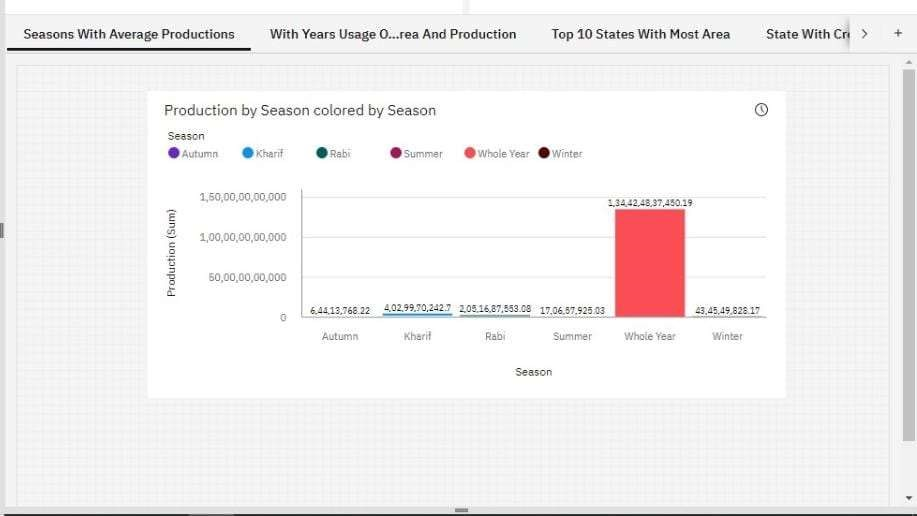 Seasons With Average Productions With Years Usage O...rea And Production Top 10 States With Most Area State With Cr
Production by Season colored by Season
Season
Autumn Kharif Rabi Summer Whole Year Winter
Production (Sum)
1,50,00,00,00,000
1,00,00,00,00,000
50,00,00,00,000
0
6,44,13,768.22 4,02,99,70,242.7 2,05,16,87,553.08 17,06,57,925.03 1,34,42,48,37,450.19 43,45,49,828.17
Autumn Kharif Rabi Summer Whole Year Winter
Season